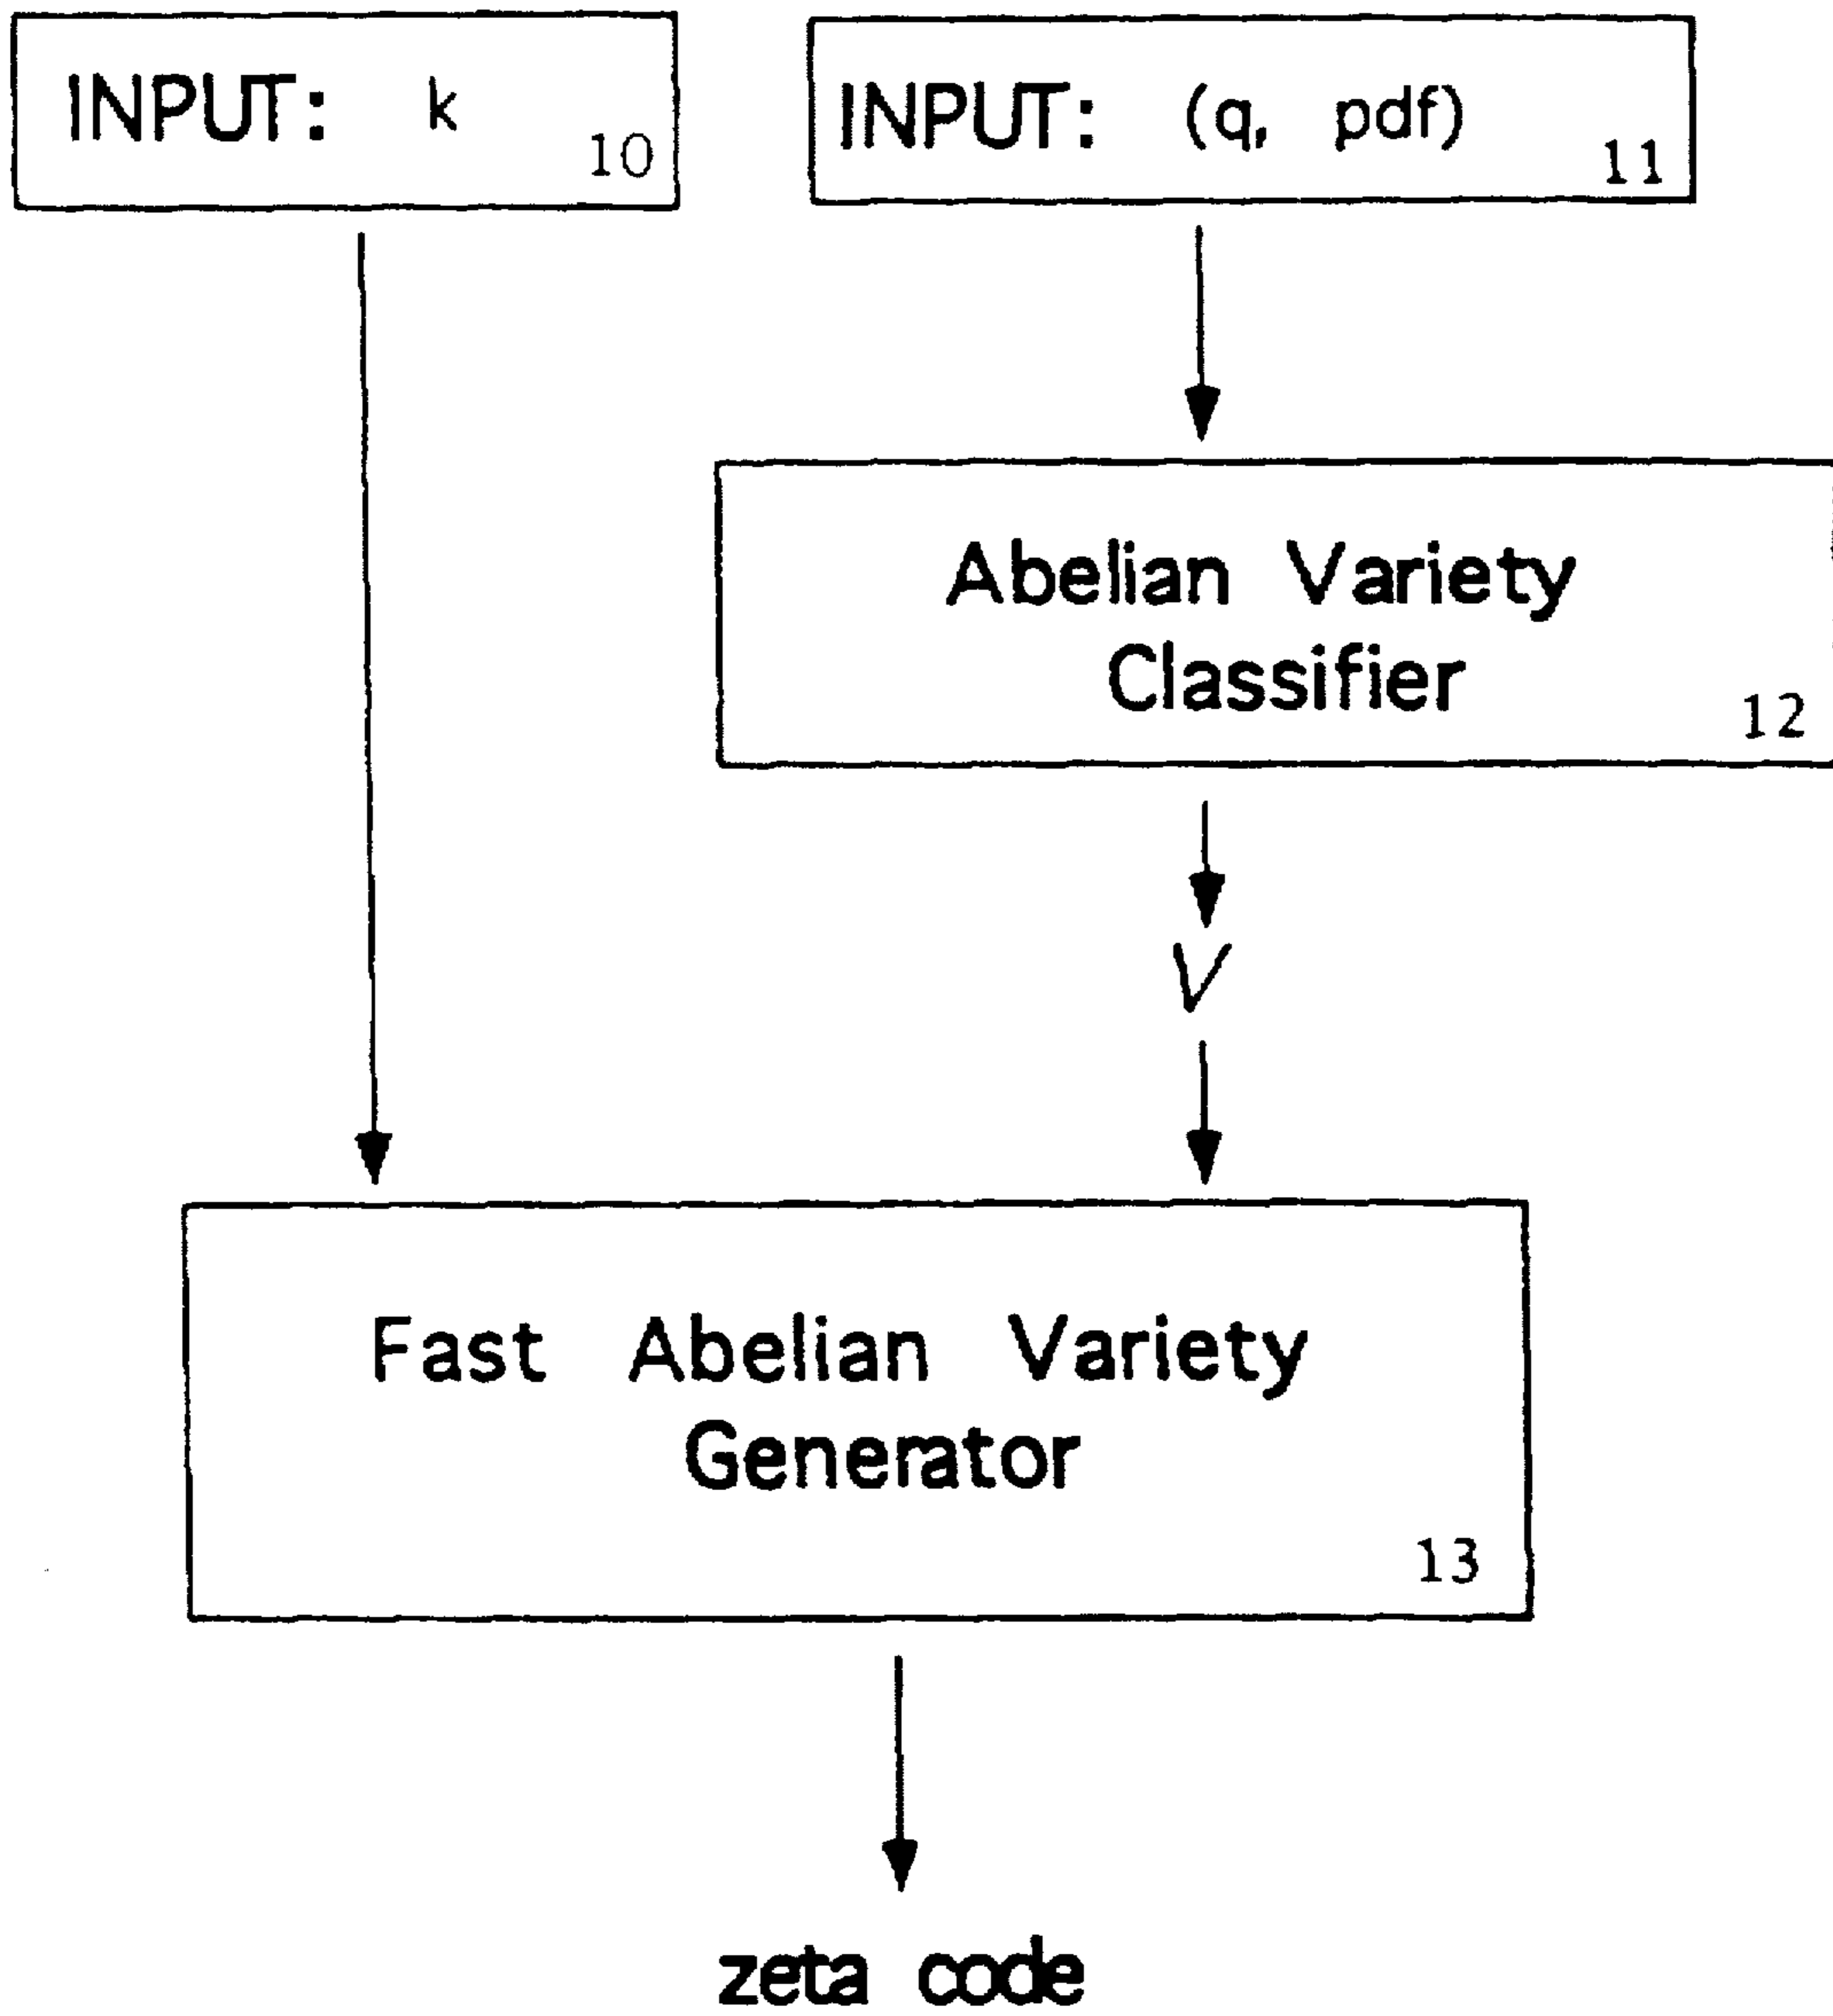 INPUT: k
10
INPUT: (q, pdf)
11
Abelian Variety
Classifier
12
V
Fast Abelian Variety
Generator
13
zeta code